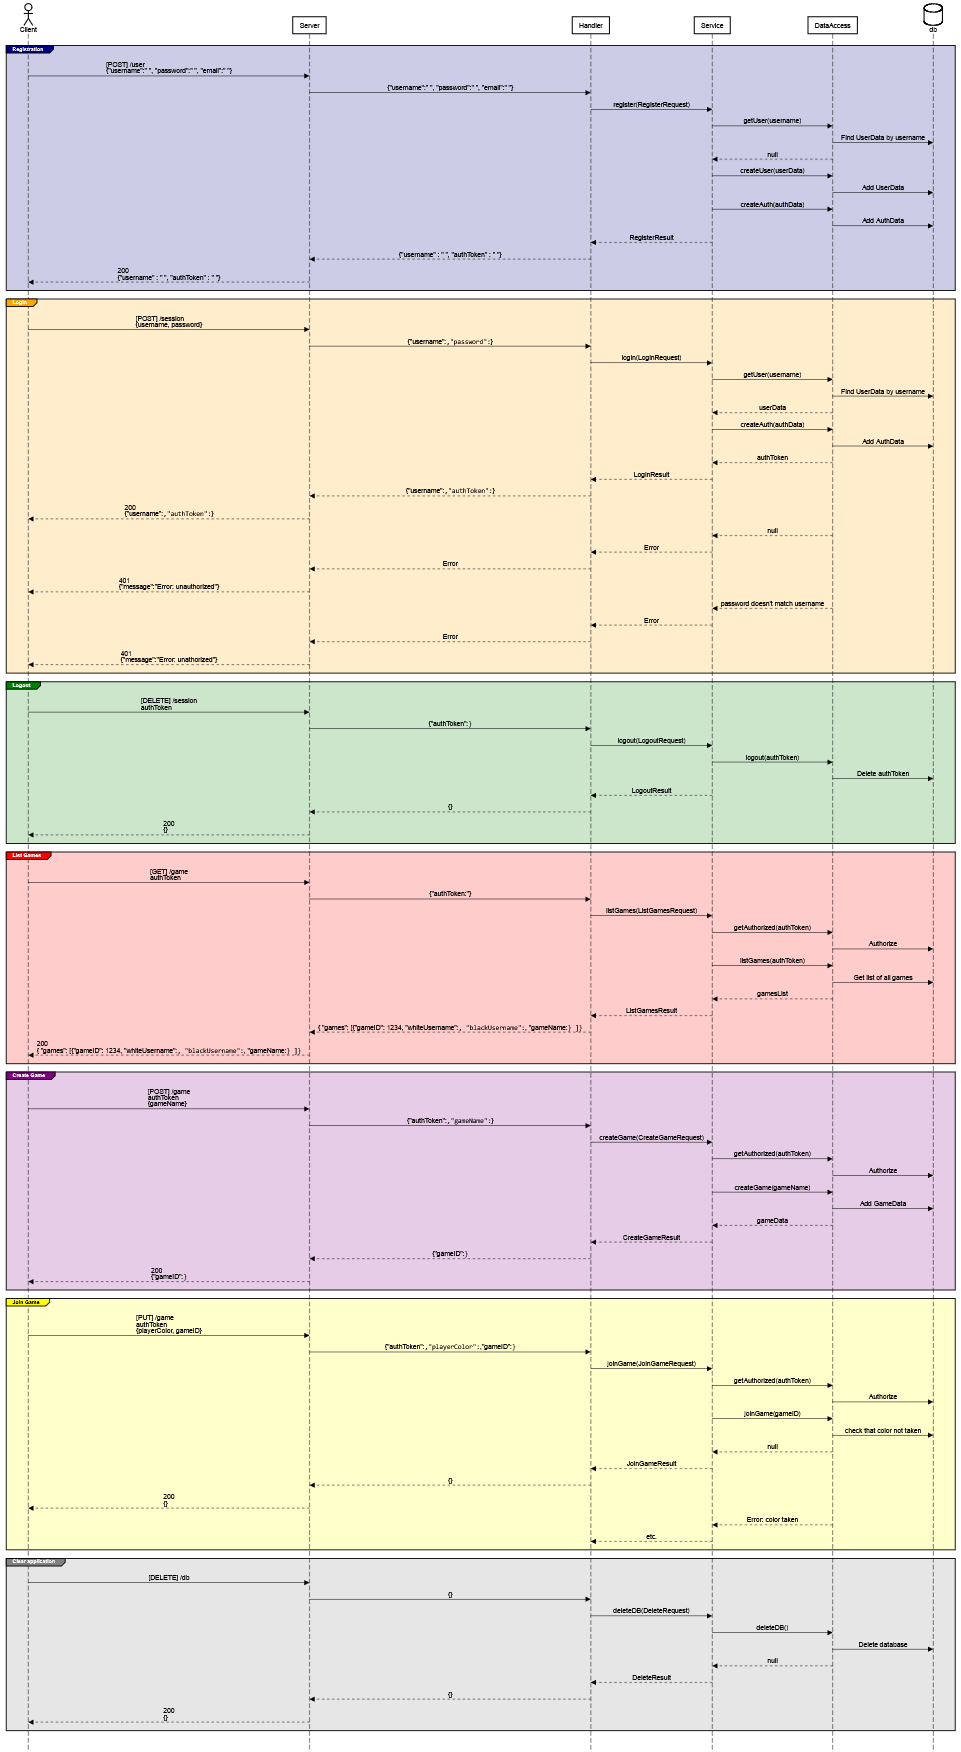 Client
Server
Handler
Service
DataAccess
db
Registration
[POST] /user
{"username":" ", "password":" ", "email":" "}
{"username":" ", "password":" ", "email":" "}
register(RegisterRequest)
getUser(username)
Find UserData by username
null
createUser(userData)
Add UserData
createAuth(authData)
Add AuthData
RegisterResult
{"username" : " ", "authToken" : " "}
200
{"username" : " ", "authToken" : " "}
Login
[POST] /session
{username, password}
{"username":, "password":}
login(LoginRequest)
getUser(username)
Find UserData by username
userData
createAuth(authData)
Add AuthData
authToken
LoginResult
{"username":, "authToken":}
200
{"username":, "authToken":}
null
Error
Error
401
{"message":"Error: unauthorized"}
password doesn't match username
Error
Error
401
{"message":"Error: unathorized"}
Logout
[DELETE] /session
authToken
{"authToken": }
logout(LogoutRequest)
logout(authToken)
Delete authToken
LogoutResult
{}
200
{}
List Games
[GET] /game
authToken
{"authToken:"}
listGames(ListGamesRequest)
getAuthorized(authToken)
Authorize
listGames(authToken)
Get list of all games
gamesList
ListGamesResult
{ "games": [{"gameID": 1234, "whiteUsername":, "blackUsername":, "gameName:} ]}
200
{ "games": [{"gameID": 1234, "whiteUsername":, "blackUsername":, "gameName:} ]}
Create Game
[POST] /game
authToken
{gameName}
{"authToken":, "gameName":}
createGame(CreateGameRequest)
getAuthorized(authToken)
Authorize
createGame(gameName)
Add GameData
gameData
CreateGameResult
{"gameID": }
200
{"gameID": }
Join Game
[PUT] /game
authToken
{playerColor, gameID}
{"authToken":, "playerColor":,"gameID": }
joinGame(JoinGameRequest)
getAuthorized(authToken)
Authorize
joinGame(gameID)
check that color not taken
null
JoinGameResult
{}
200
{}
Error: color taken
etc.
Clear application
[DELETE] /db
{}
deleteDB(DeleteRequest)
deleteDB()
Delete database
null
DeleteResult
{}
200
{}